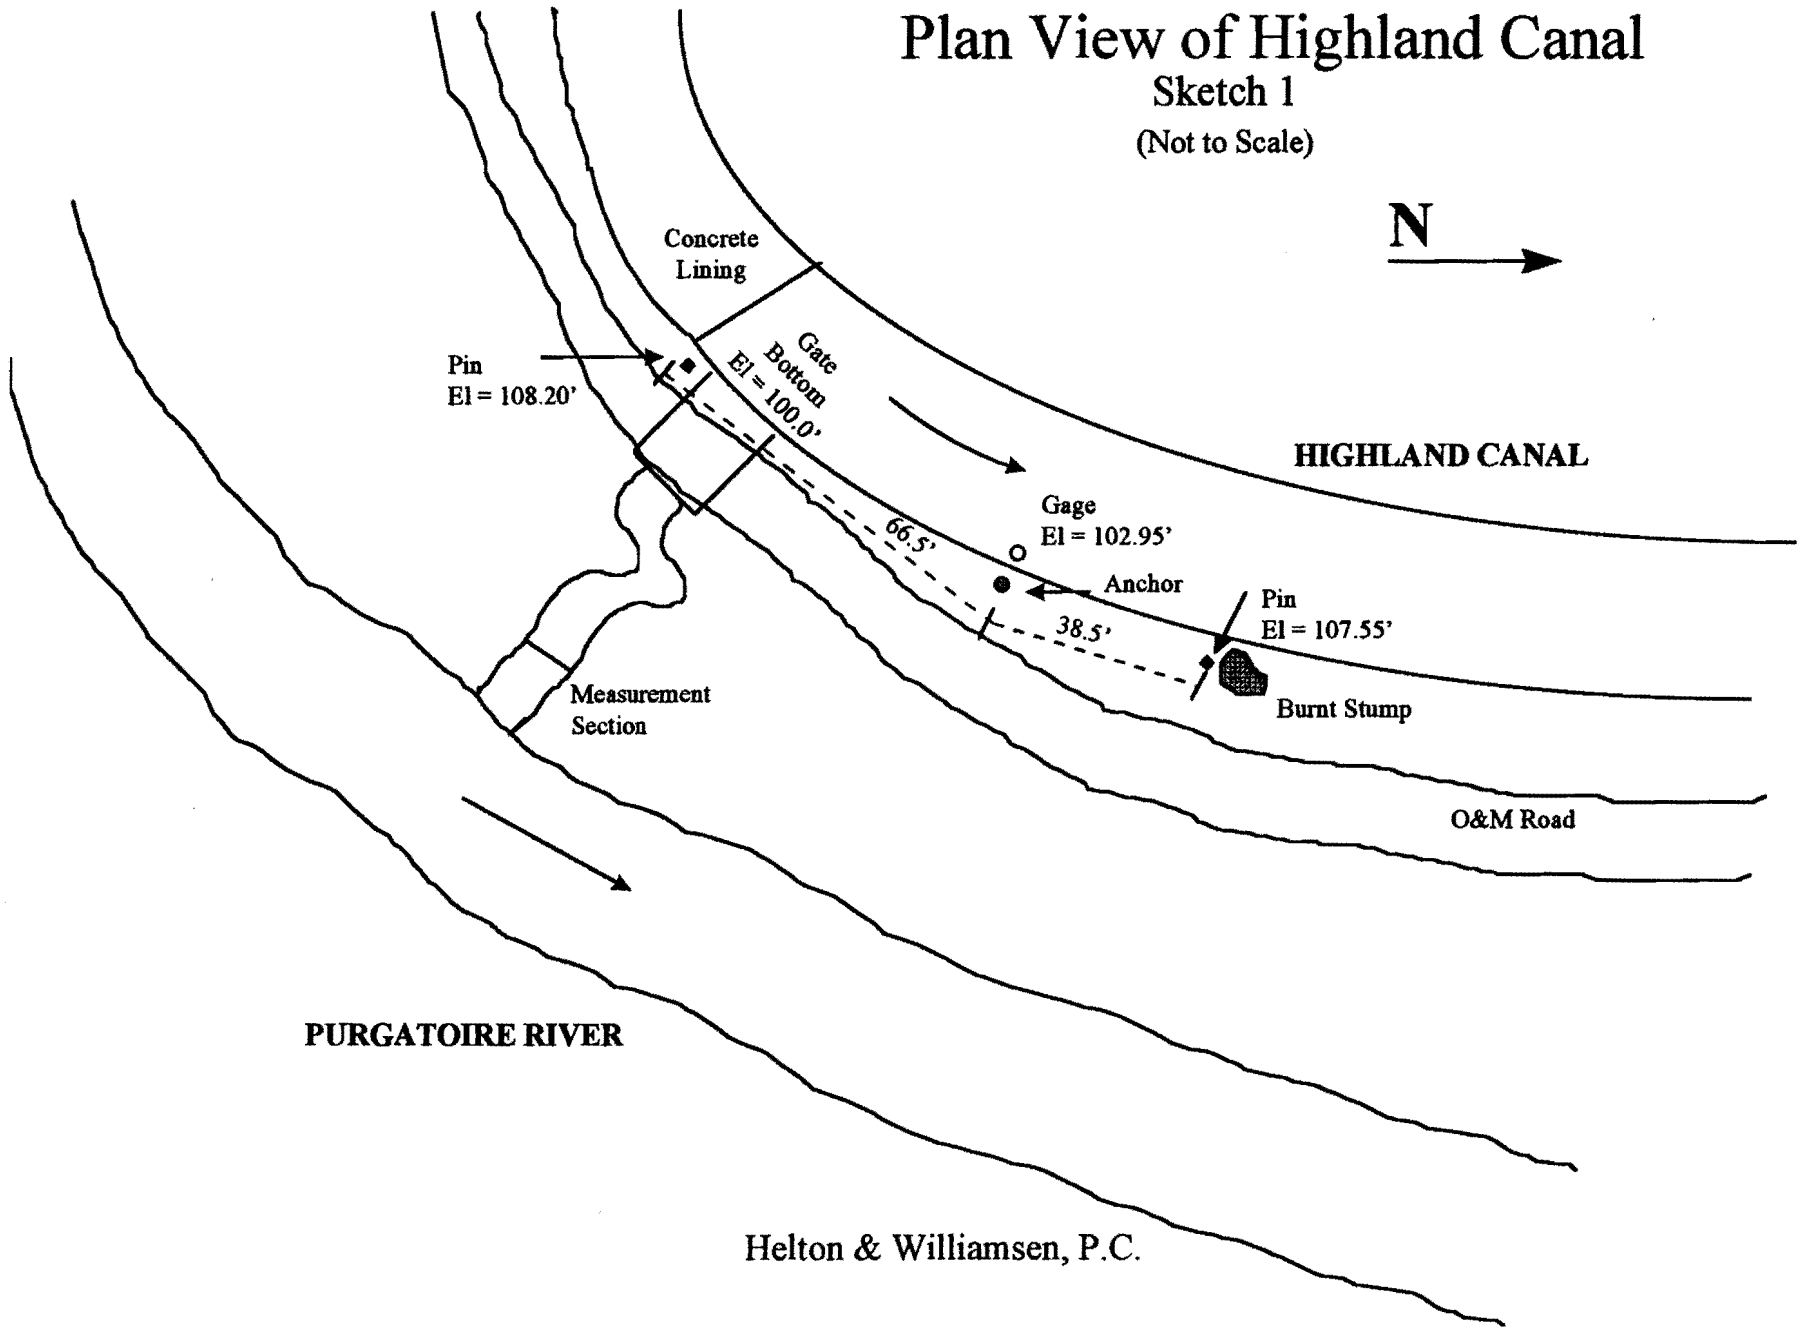 Plan View of Highland Canal
Sketch 1
(Not to Scale)
N
Concrete
Lining
Pin
El = 108.20'
Gate
Bottom
El = 100.0'
HIGHLAND CANAL
Gage
El = 102.95'
66.5'
Anchor
Pin
El = 107.55'
38.5'
Measurement
Section
Burnt Stump
O&M Road
PURGATOIRE RIVER
Helton & Williamsen, P.C.